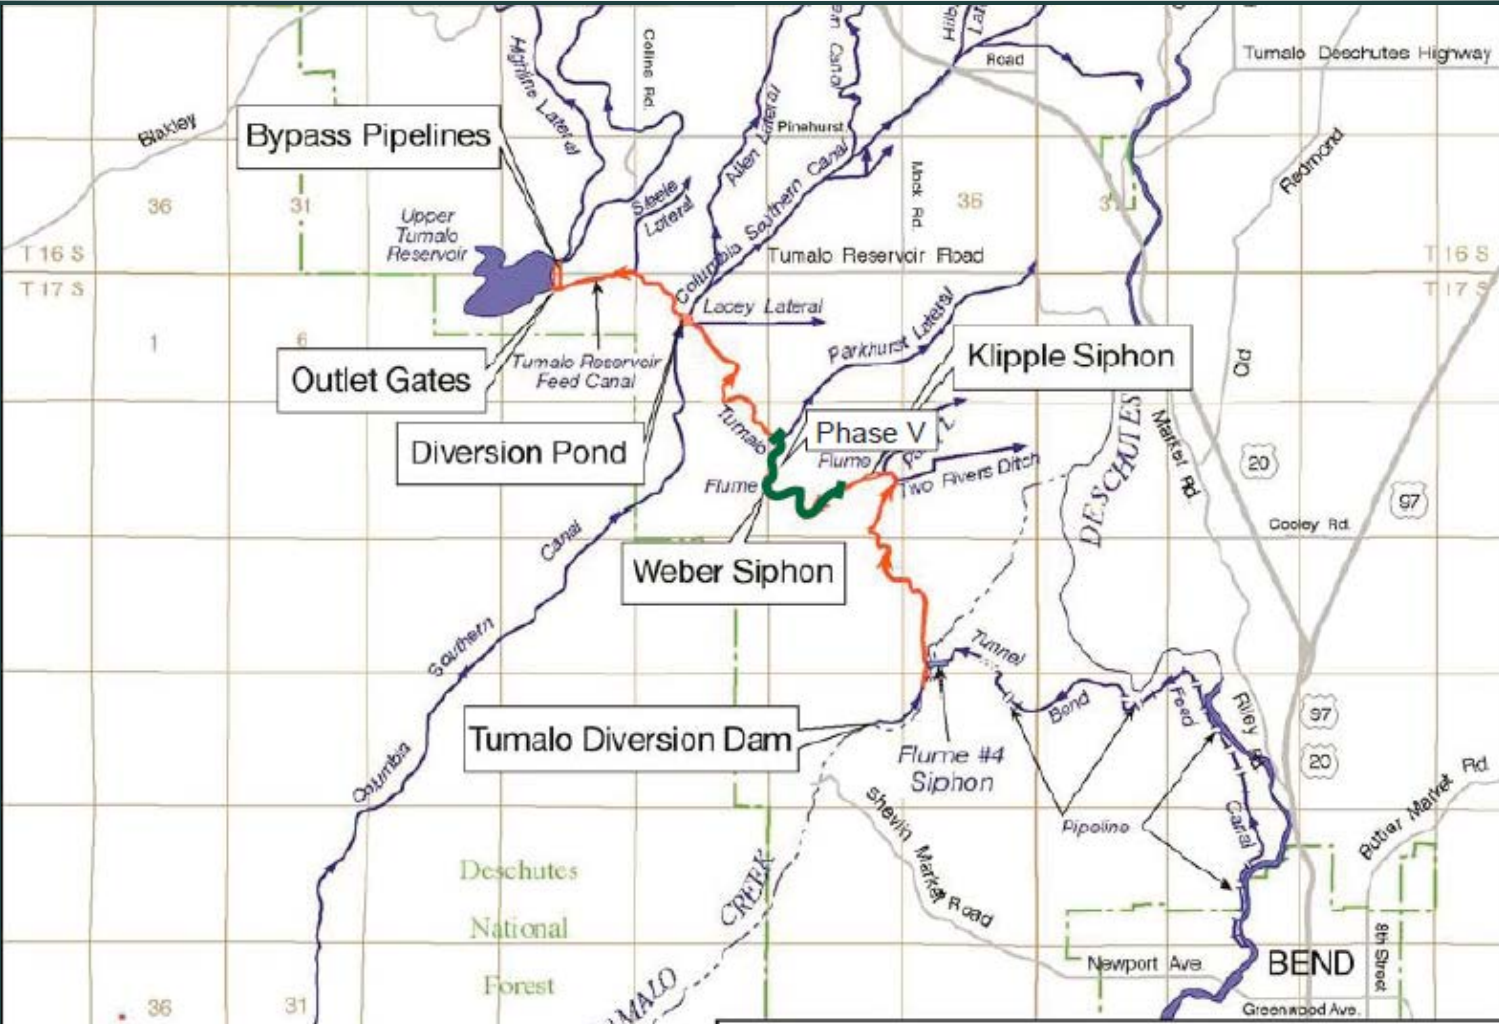 Highline Lateral
Colline Rd.
Road
Tumalo Deschutes Highway
Blakley
Bypass Pipelines
Allen Lateral
Canal
Pinehurst
Redmond
36
31
Upper
Tumalo
Reservoir
Steele
Lateral
Columbia Southern Canal
Mock Rd.
36
T 16 S
Tumalo Reservoir Road
T 16 S
T 17 S
T 17 S
Lacey Lateral
1
6
Parkhurst Lateral
Klipple Siphon
Outlet Gates
Tumalo Reservoir
Feed Canal
Old
Tumalo
Phase V
Diversion Pond
Flume
Flume
Two Rivers Ditch
DESCHUTES
Market Rd.
20
97
Cooley Rd.
Canal
Weber Siphon
Southern
Tunnel
Tumalo Diversion Dam
Bend
Feed
Riley Rd
97
20
Flume #4
Siphon
Columbia
Pipeline
Canal
Shevlin Market Road
Butler Market Rd.
Deschutes
National
Forest
CREEK
Newport Ave.
BEND
8th Street
36
31
Greenwood Ave.